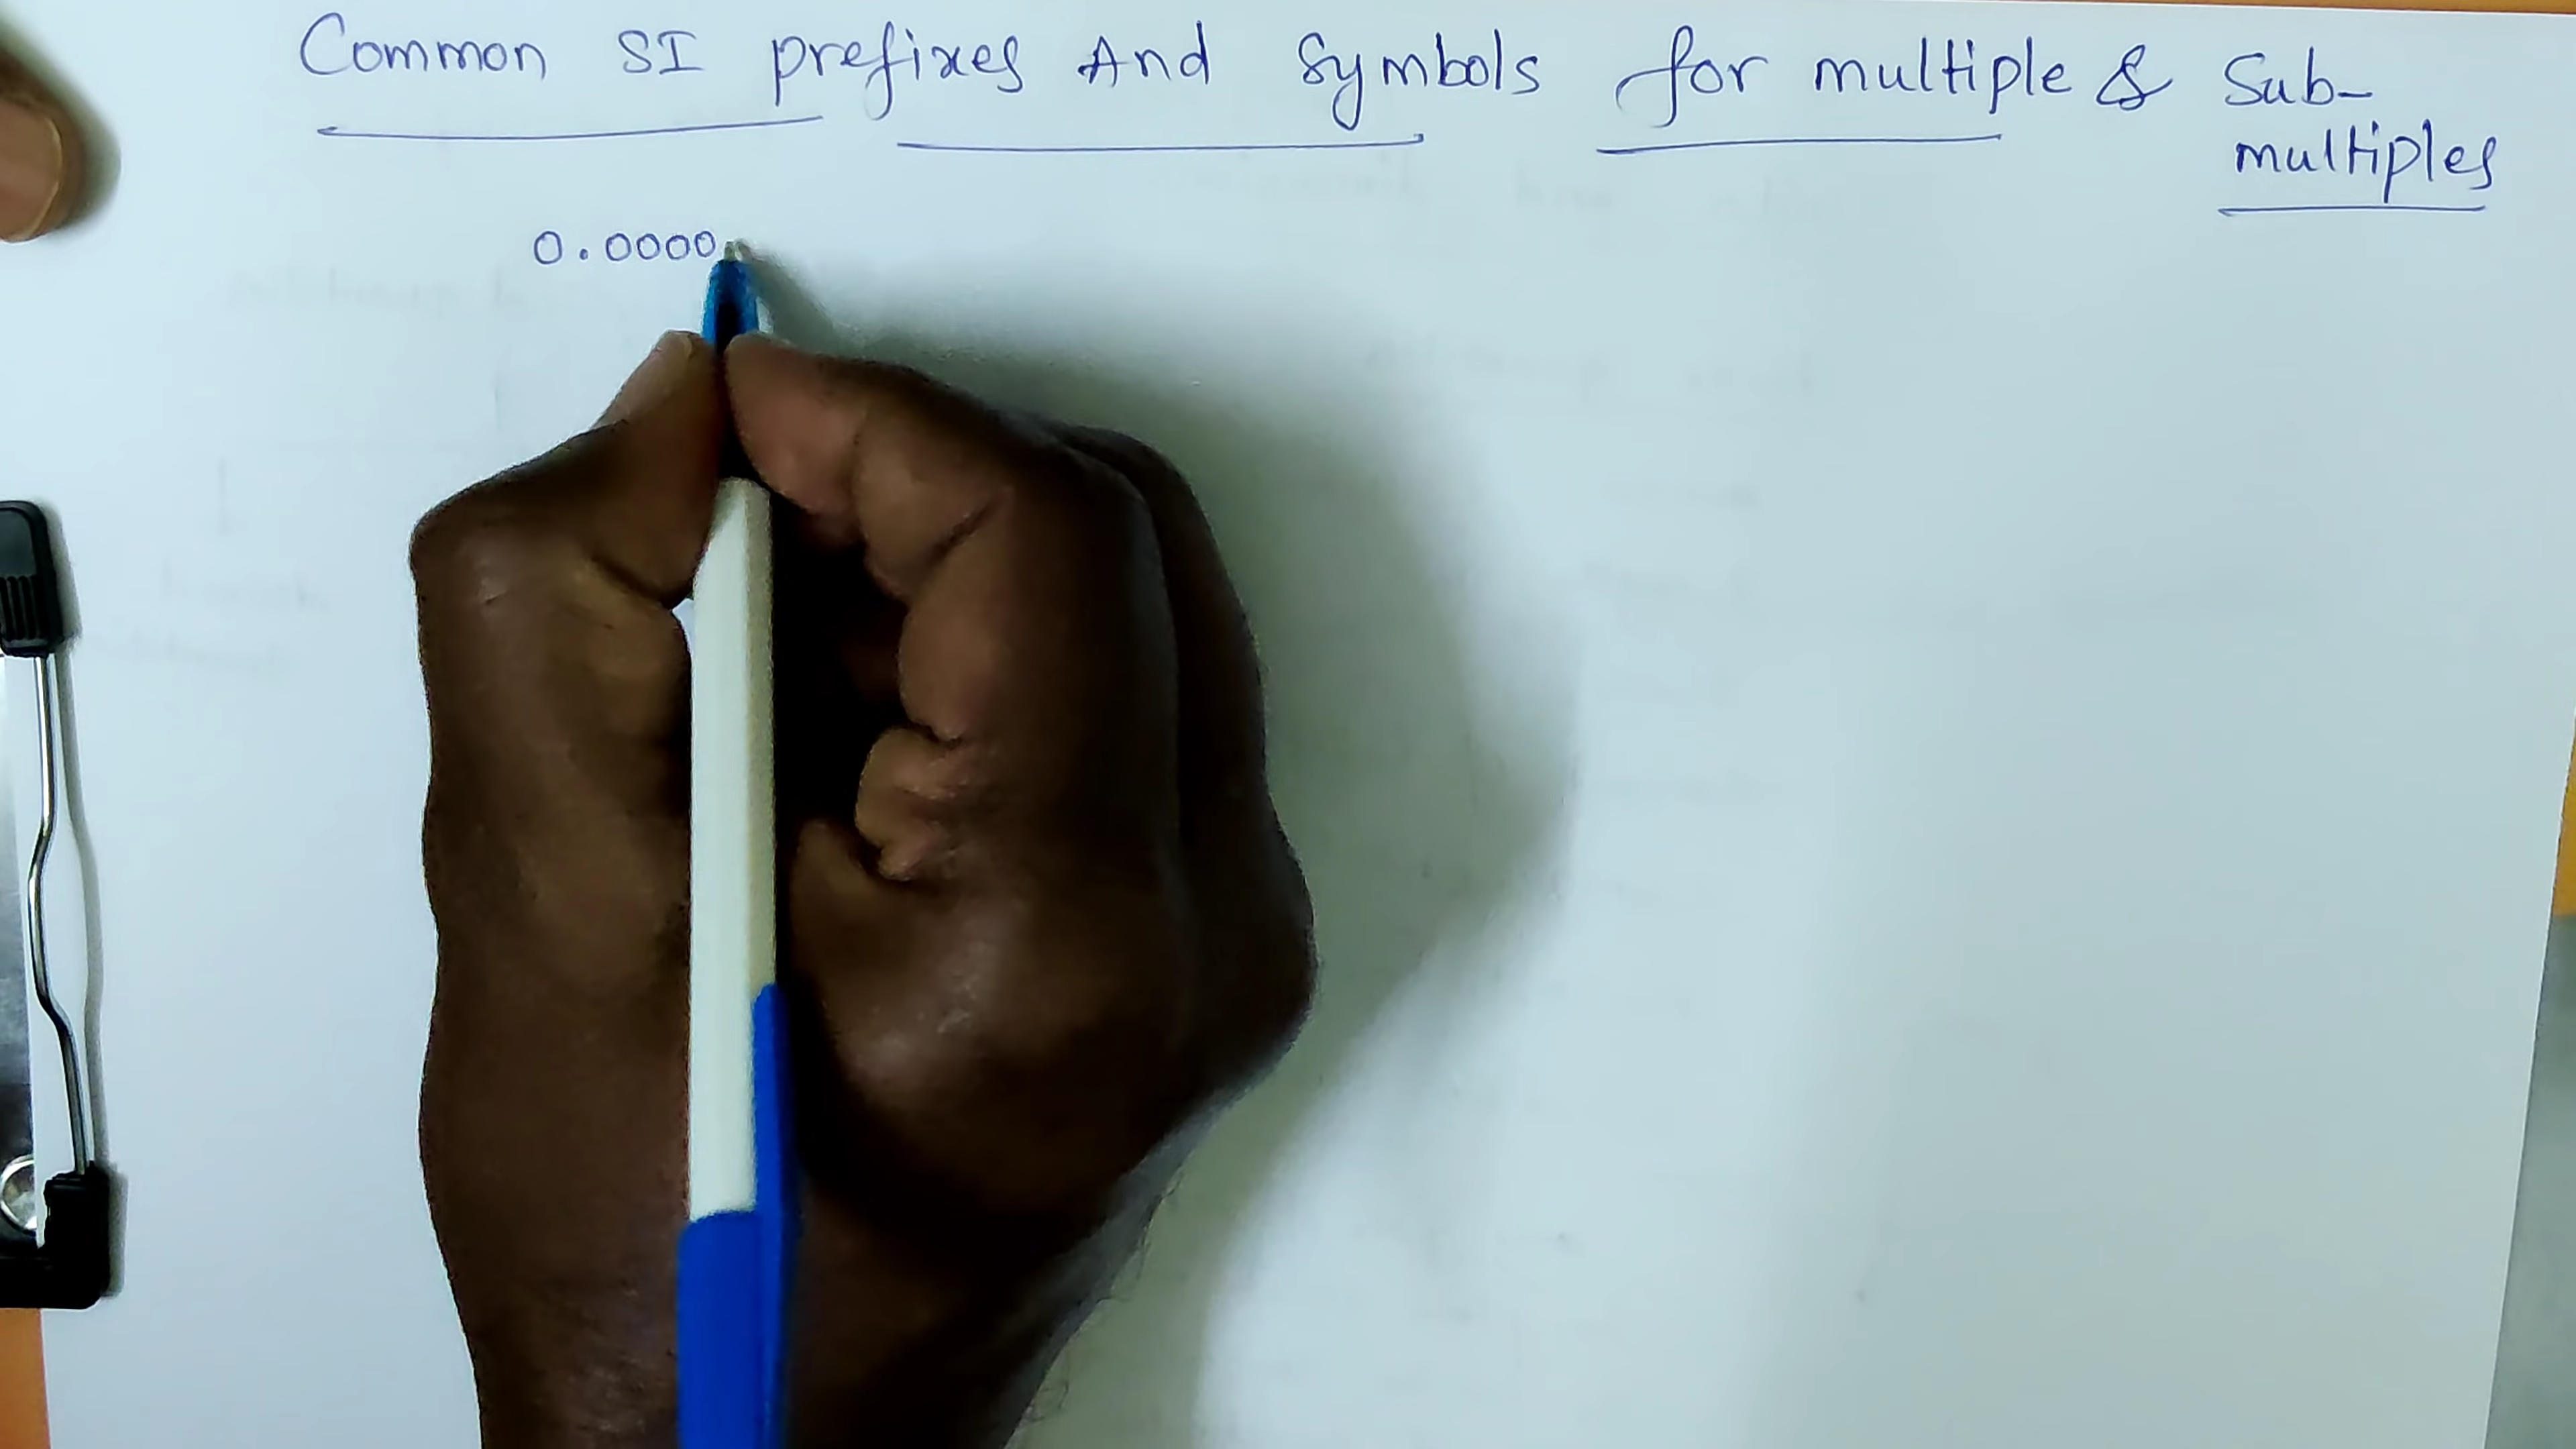 Common SI prefixes And Symbols for multiple & Sub-
multiples
0.0000